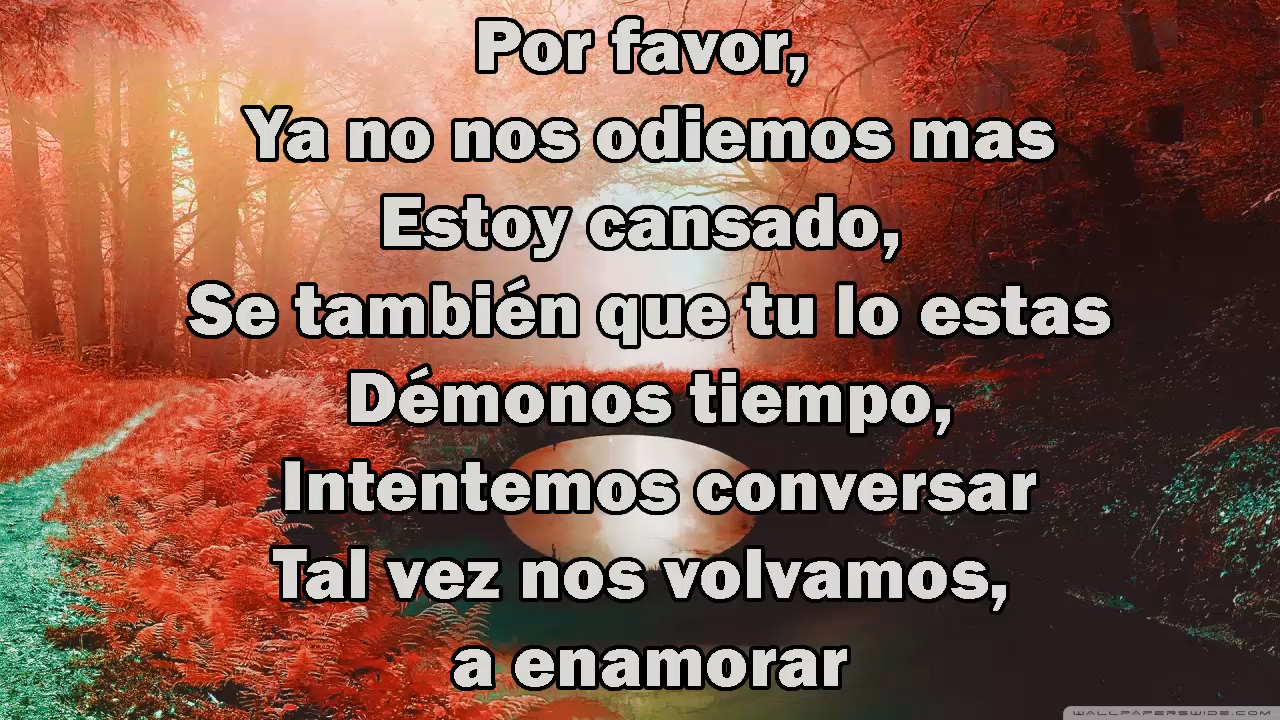 Por favor,
Ya no nos odiemos mas
Estoy cansado,
Se también que tu lo estas
Démonos tiempo,
Intentemos conversar
Tal vez nos volvamos,
a enamorar
WALLPAPERSWIDE.COM